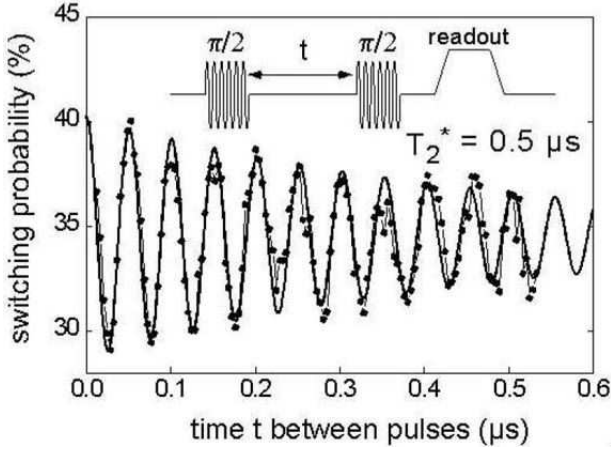 45
40
35
30
switching probability (%)
π/2
t
π/2
readout
T₂* = 0.5 µs
0.0
0.1
0.2
0.3
0.4
0.5
0.6
time t between pulses (µs)